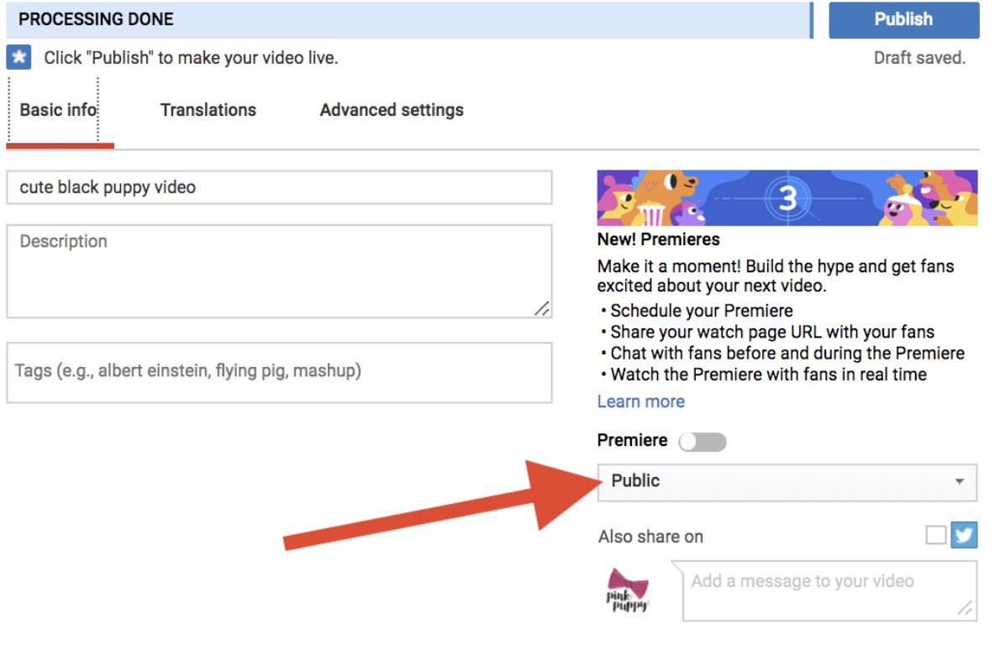 PROCESSING DONE
Publish
Click "Publish" to make your video live.
Draft saved.
Basic info
Translations
Advanced settings
cute black puppy video
Description
Tags (e.g., albert einstein, flying pig, mashup)
3
New! Premieres
Make it a moment! Build the hype and get fans
excited about your next video.
• Schedule your Premiere
• Share your watch page URL with your fans
• Chat with fans before and during the Premiere
• Watch the Premiere with fans in real time
Learn more
Premiere
Public
Also share on
pink
puppy
Add a message to your video